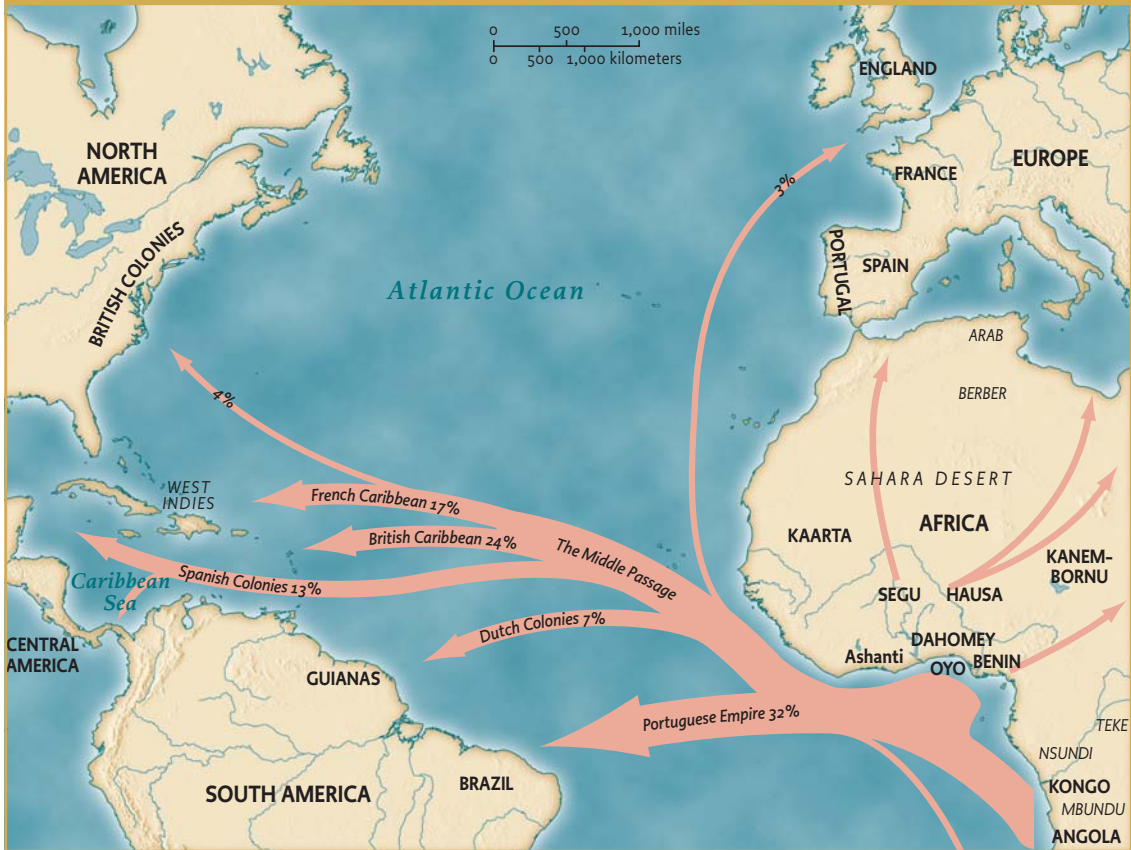 0 500 1,000 miles
0 500 1,000 kilometers
ENGLAND
NORTH
AMERICA
EUROPE
FRANCE
3%
BRITISH COLONIES
PORTUGAL
SPAIN
Atlantic Ocean
ARAB
BERBER
4%
SAHARA DESERT
WEST
INDIES
French Caribbean 17%
AFRICA
KAARTA
British Caribbean 24%
The Middle Passage
KANEM-
BORNU
Spanish Colonies 13%
Caribbean
Sea
SEGU
HAUSA
Dutch Colonies 7%
DAHOMEY
CENTRAL
AMERICA
Ashanti
OYO
BENIN
GUIANAS
Portuguese Empire 32%
TEKE
NSUNDI
BRAZIL
SOUTH AMERICA
KONGO
MBUNDU
ANGOLA